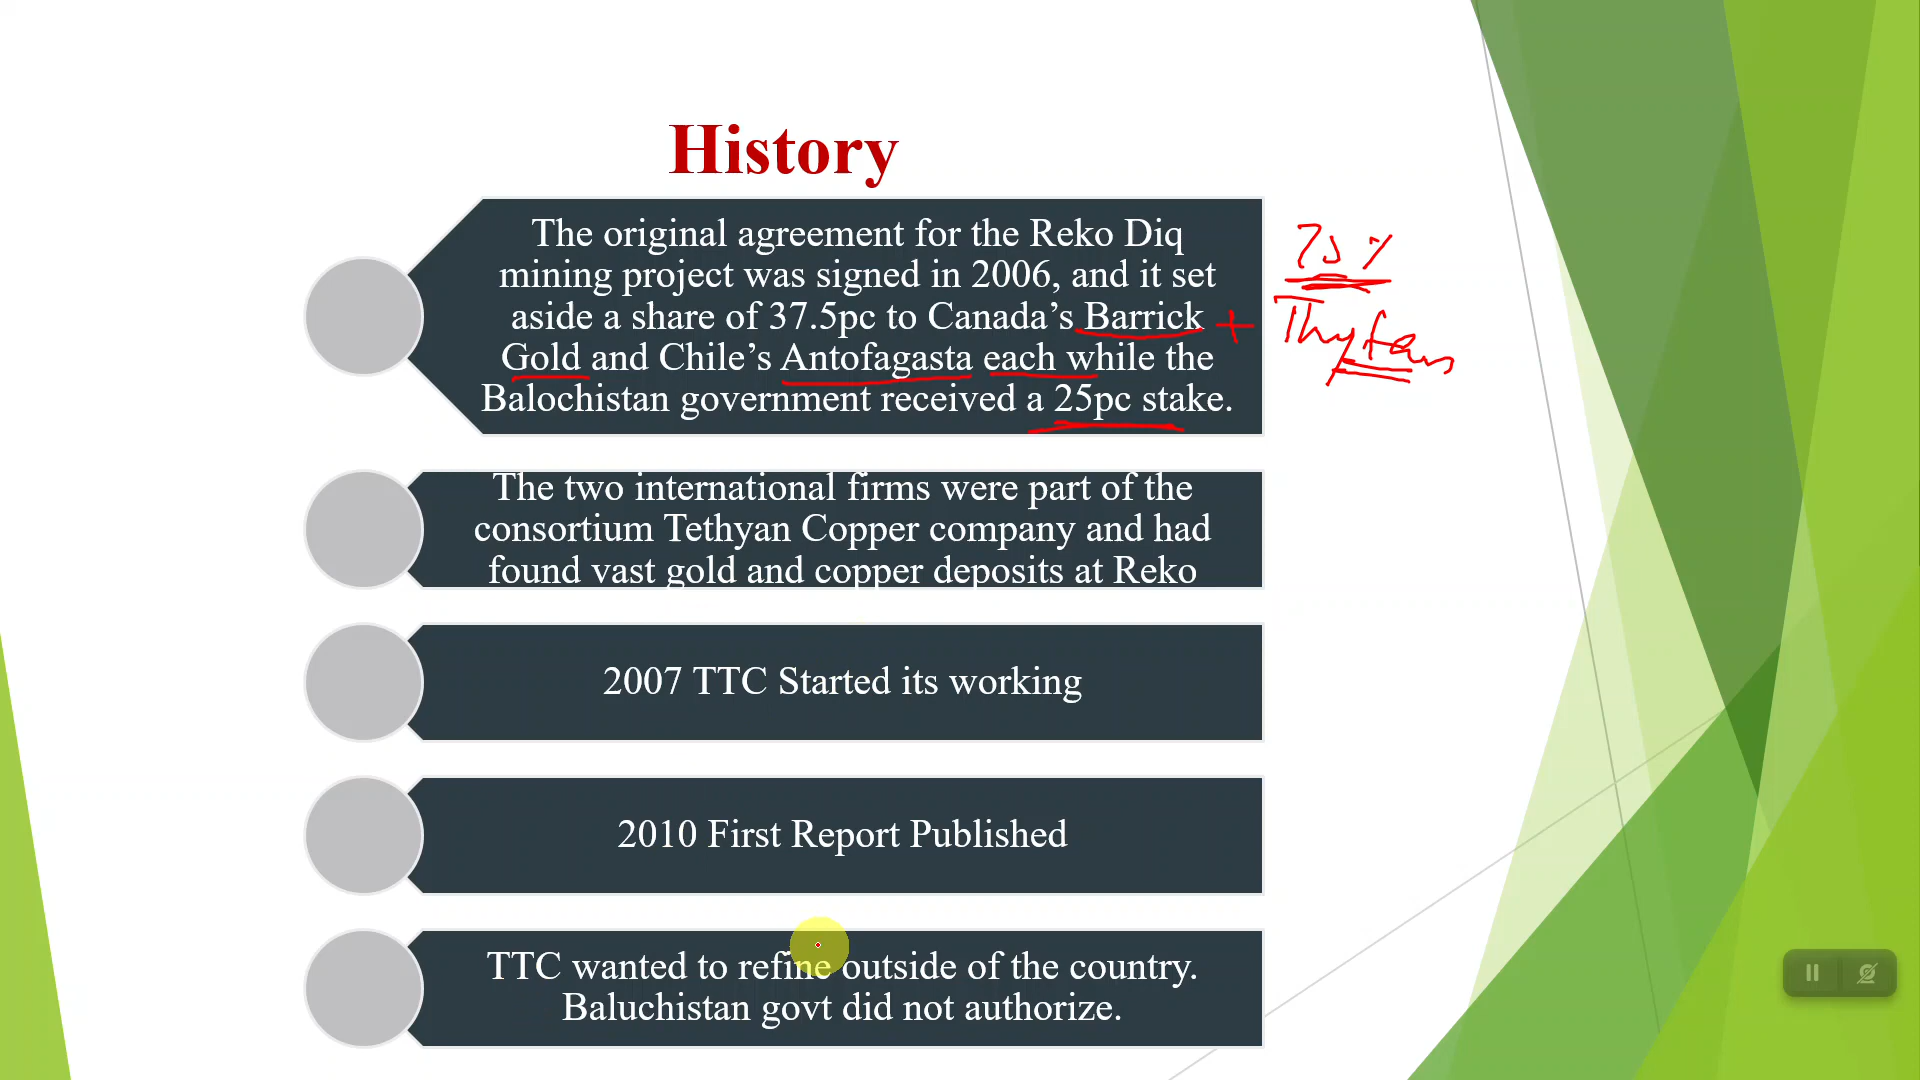 History
The original agreement for the Reko Diq
mining project was signed in 2006, and it set
aside a share of 37.5pc to Canada’s Barrick
Gold and Chile’s Antofagasta each while the
Balochistan government received a 25pc stake.
75 %
The two international firms were part of the
consortium Tethyan Copper company and had
found vast gold and copper deposits at Reko
2007 TTC Started its working
2010 First Report Published
TTC wanted to refine outside of the country.
Baluchistan govt did not authorize.